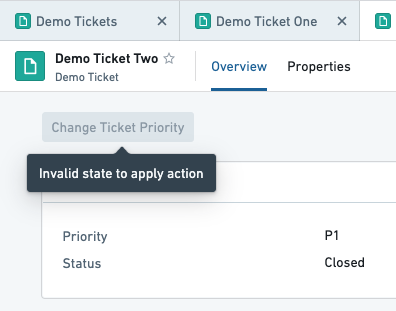 Demo Tickets
Demo Ticket One
Demo Ticket Two
Demo Ticket
Overview
Properties
Change Ticket Priority
Invalid state to apply action
Priority
P1
Status
Closed